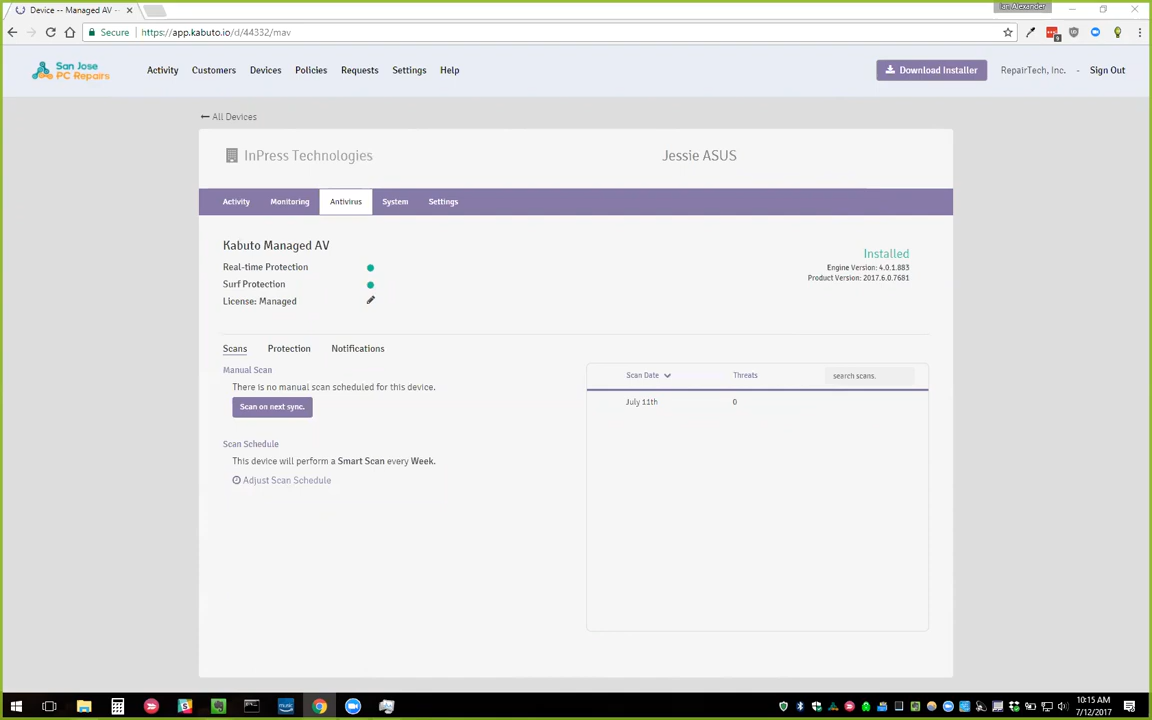 Device -- Managed AV -
Ian Alexander
Secure
https://app.kabuto.io/d/44332/mav
San Jose
PC Repairs
Activity
Customers
Devices
Policies
Requests
Settings
Help
Download Installer
RepairTech, Inc.
-
Sign Out
All Devices
InPress Technologies
Jessie ASUS
Activity
Monitoring
Antivirus
System
Settings
Kabuto Managed AV
Installed
Real-time Protection
Engine Version: 4.0.1.883
Product Version: 2017.6.0.7681
Surf Protection
License: Managed
Scans
Protection
Notifications
Manual Scan
There is no manual scan scheduled for this device.
Scan on next sync.
Scan Schedule
This device will perform a Smart Scan every Week.
Adjust Scan Schedule
Scan Date
Threats
search scans.
July 11th
0
music
10:15 AM
7/12/2017